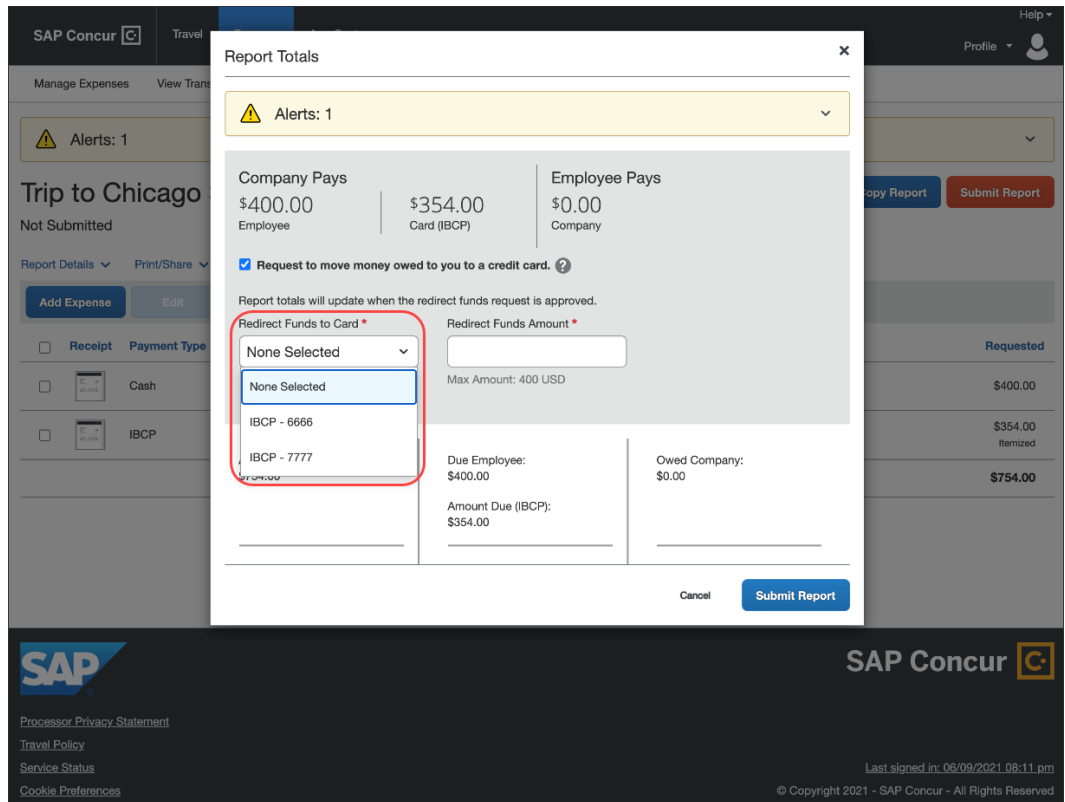 Help
SAP Concur C
Travel
Profile
Manage Expenses View
Alerts: 1
Trip to Chicago
Not Submitted
Copy Report Submit Report
Report Details Print/Share
Add Expense Edit
Receipt Payment Type Requested
Cash $400.00
IBCP $354.00
Itemized
$754.00
Report Totals
Alerts: 1
Company Pays Employee Pays
$400.00 $354.00 $0.00
Employee Card (IBCP) Company
Request to move money owed to you to a credit card. ?
Report totals will update when the redirect funds request is approved.
Redirect Funds to Card * Redirect Funds Amount *
None Selected
Max Amount: 400 USD
None Selected
IBCP - 6666
IBCP - 7777
$754.00
Due Employee: Owed Company:
$400.00 $0.00
Amount Due (IBCP):
$354.00
Cancel Submit Report
SAP
SAP Concur C
Processor Privacy Statement
Travel Policy
Service Status
Cookie Preferences
Last signed in: 06/09/2021 08:11 pm
© Copyright 2021 - SAP Concur - All Rights Reserved